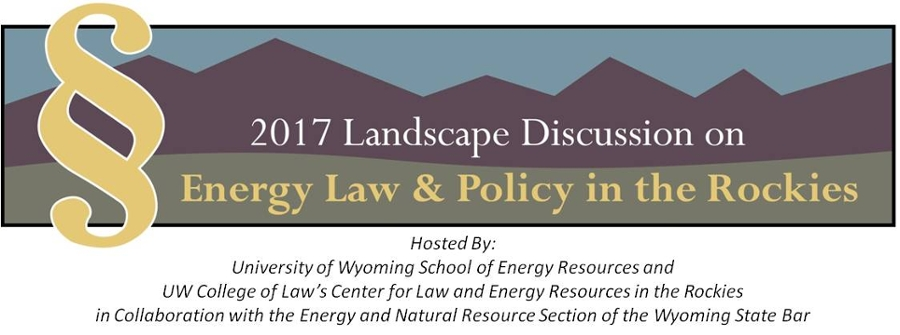 §
2017 Landscape Discussion on
Energy Law & Policy in the Rockies
Hosted By:
University of Wyoming School of Energy Resources and
UW College of Law's Center for Law and Energy Resources in the Rockies
in Collaboration with the Energy and Natural Resource Section of the Wyoming State Bar